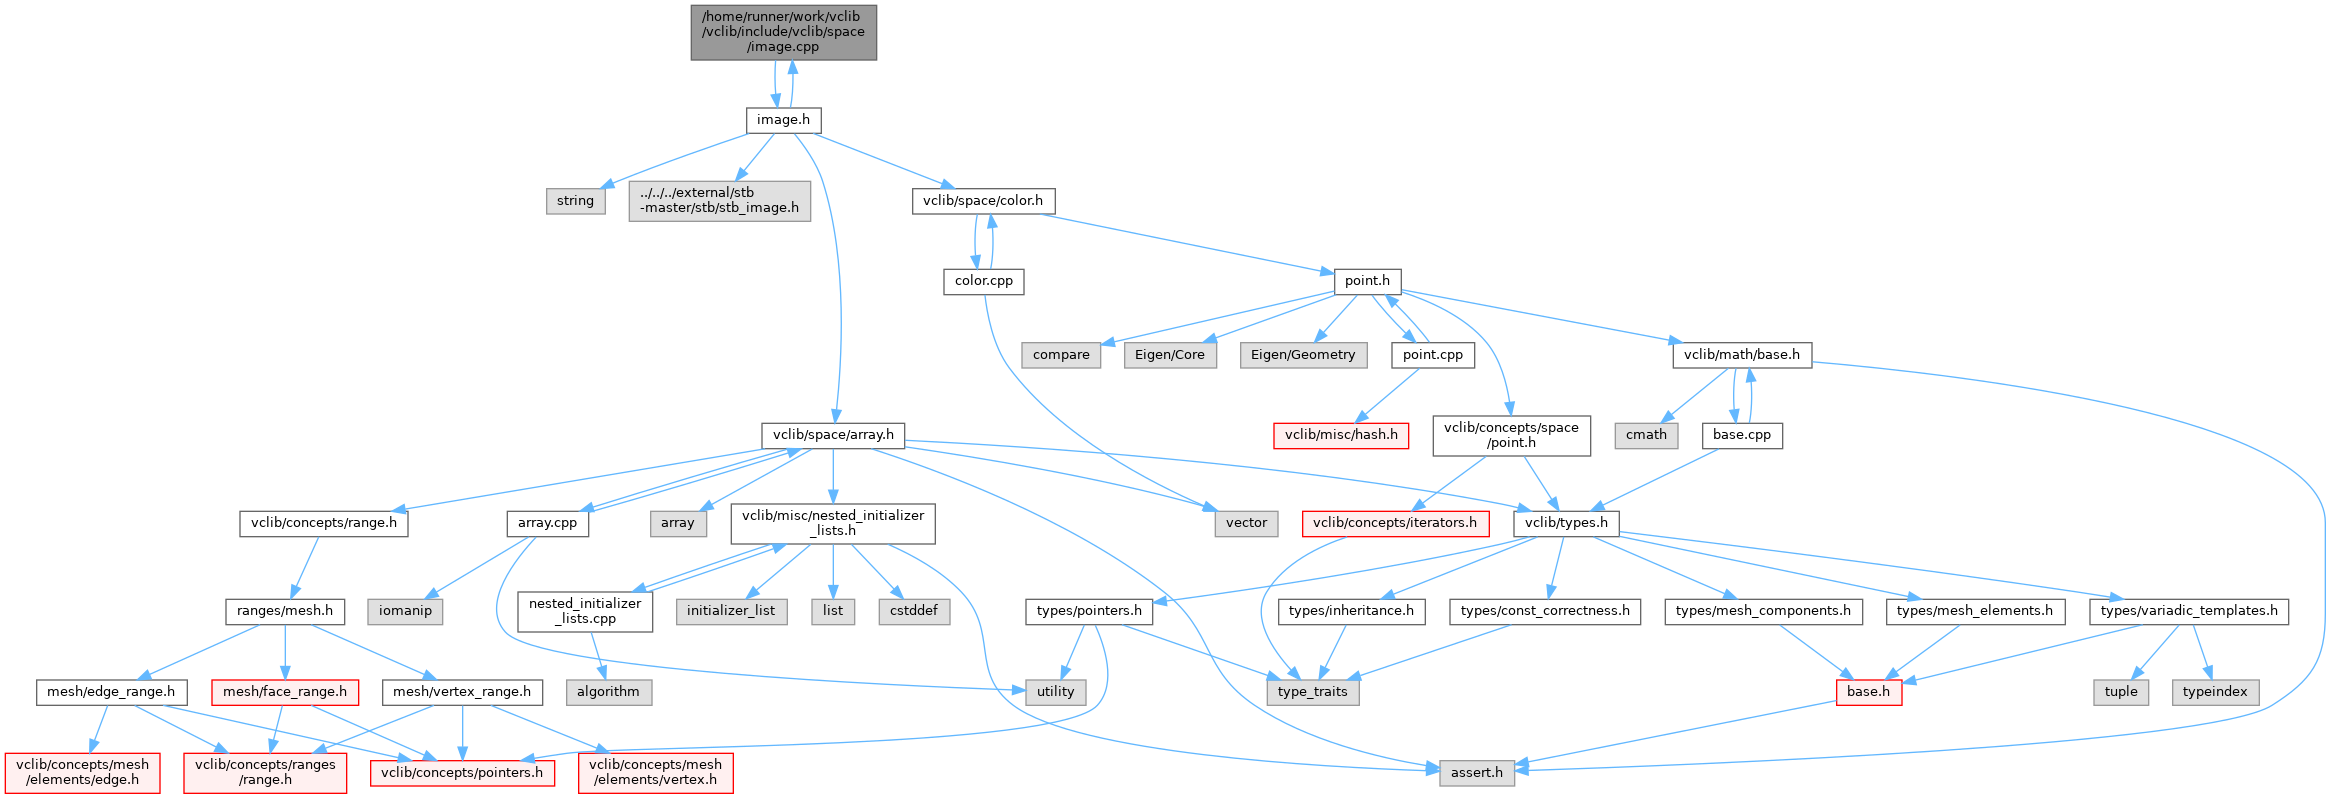 /home/runner/work/vclib
/vclib/include/vclib/space
/image.cpp
image.h
string
../../../external/stb
-master/stb/stb_image.h
vclib/space/color.h
color.cpp
point.h
compare
Eigen/Core
Eigen/Geometry
point.cpp
vclib/math/base.h
vclib/space/array.h
vclib/misc/hash.h
vclib/concepts/space
/point.h
cmath
base.cpp
vclib/concepts/range.h
array.cpp
array
vclib/misc/nested_initializer
_lists.h
vector
vclib/concepts/iterators.h
vclib/types.h
ranges/mesh.h
iomanip
nested_initializer
_lists.cpp
initializer_list
list
cstddef
types/pointers.h
types/inheritance.h
types/const_correctness.h
types/mesh_components.h
types/mesh_elements.h
types/variadic_templates.h
mesh/edge_range.h
mesh/face_range.h
mesh/vertex_range.h
algorithm
utility
type_traits
base.h
tuple
typeindex
vclib/concepts/mesh
/elements/edge.h
vclib/concepts/ranges
/range.h
vclib/concepts/pointers.h
vclib/concepts/mesh
/elements/vertex.h
assert.h